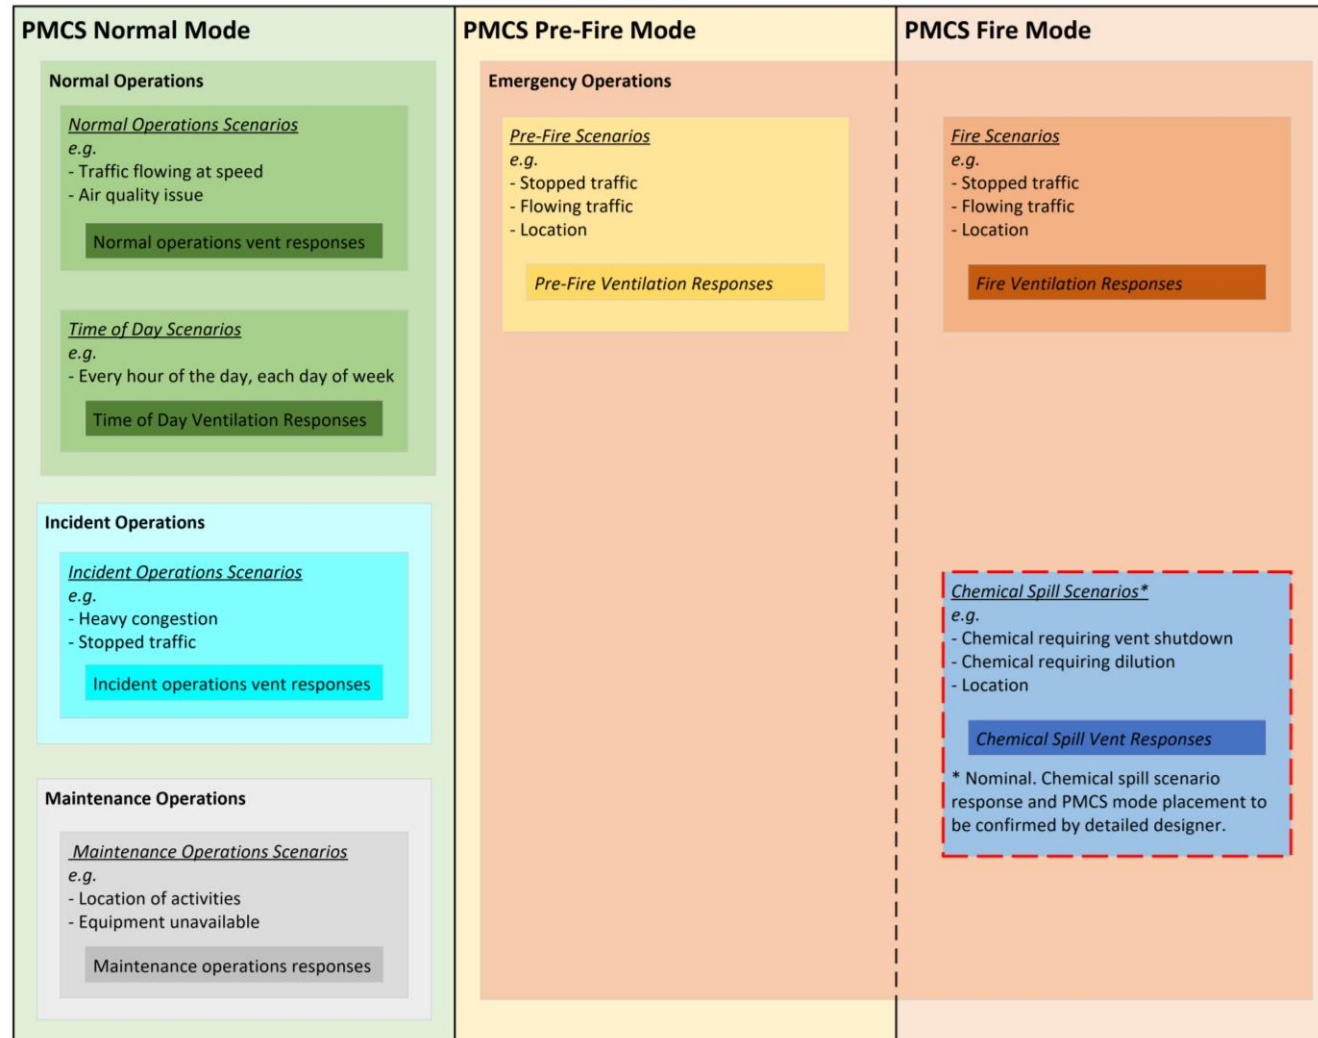 PMCS Normal Mode
Normal Operations
Normal Operations Scenarios
e.g.
- Traffic flowing at speed
- Air quality issue
Normal operations vent responses
Time of Day Scenarios
e.g.
- Every hour of the day, each day of week
Time of Day Ventilation Responses
Incident Operations
Incident Operations Scenarios
e.g.
- Heavy congestion
- Stopped traffic
Incident operations vent responses
Maintenance Operations
Maintenance Operations Scenarios
e.g.
- Location of activities
- Equipment unavailable
Maintenance operations responses
PMCS Pre-Fire Mode
Emergency Operations
Pre-Fire Scenarios
e.g.
- Stopped traffic
- Flowing traffic
- Location
Pre-Fire Ventilation Responses
PMCS Fire Mode
Fire Scenarios
e.g.
- Stopped traffic
- Flowing traffic
- Location
Fire Ventilation Responses
Chemical Spill Scenarios*
e.g.
- Chemical requiring vent shutdown
- Chemical requiring dilution
- Location
Chemical Spill Vent Responses
* Nominal. Chemical spill scenario
response and PMCS mode placement to
be confirmed by detailed designer.